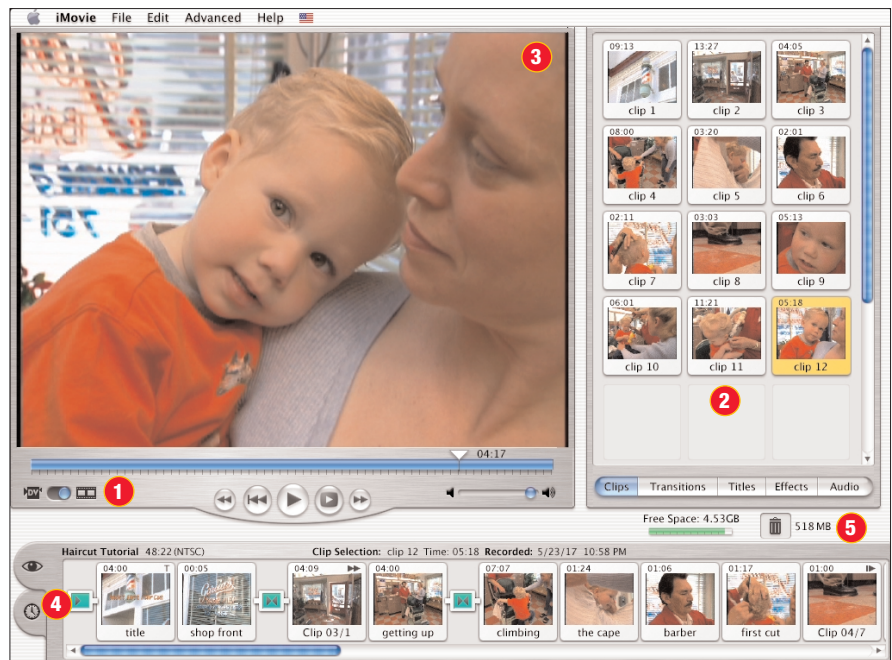 iMovie File Edit Advanced Help
3
09:13 13:27 04:05
clip 1 clip 2 clip 3
08:00 03:20 02:01
clip 4 clip 5 clip 6
02:11 03:03 05:13
clip 7 clip 8 clip 9
06:01 11:21 05:18
clip 10 clip 11 clip 12
2
04:17
DV 1
Clips Transitions Titles Effects Audio
Free Space: 4.53GB 518 MB 5
Haircut Tutorial 48:22 (NTSC) Clip Selection: clip 12 Time: 05:18 Recorded: 5/23/17 10:58 PM
04:00 T 00:05 04:09 04:00 07:07 01:24 01:06 01:17 01:00
4
title shop front Clip 03/1 getting up climbing the cape barber first cut Clip 04/7